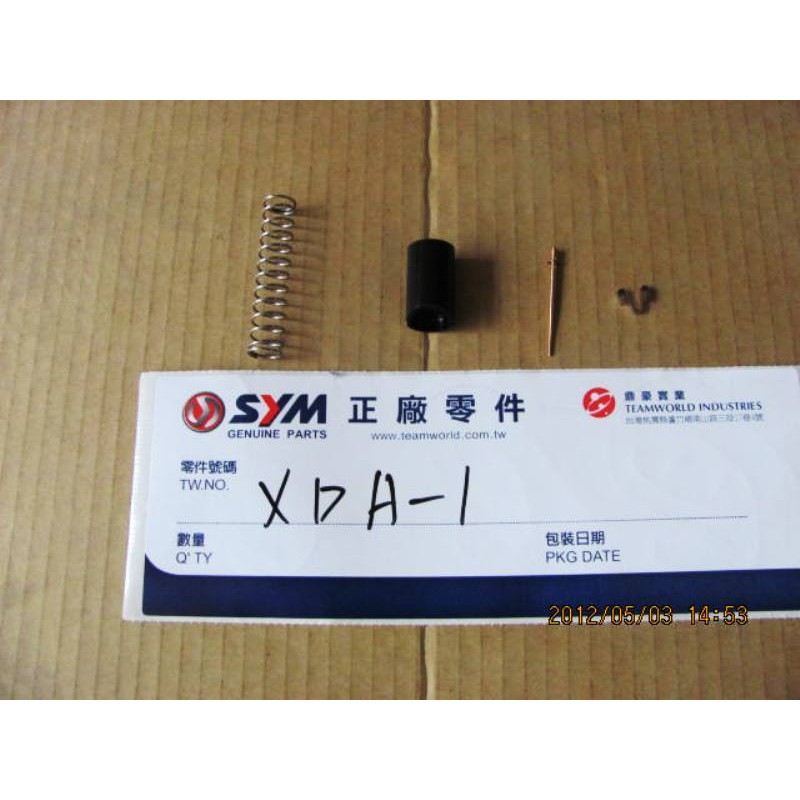 SYM 正廠零件
GENUINE PARTS
www.teamworld.com.tw
鼎豪實業
TEAMWORLD INDUSTRIES
零件號碼
TW.NO.
XDA-1
數量
Q'TY
包裝日期
PKG DATE
2012/05/03 14:53